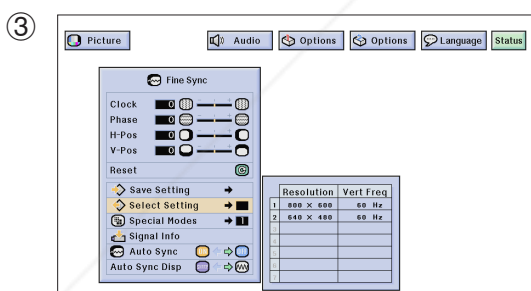 ③
Picture Audio Options Options Language Status
Fine Sync
Clock 0
Phase 0
H-Pos 0
V-Pos 0
Reset
Save Setting
Select Setting
Special Modes 1
Signal Info
Auto Sync
Auto Sync Disp
Resolution Vert Freq
1 800 × 600 60 Hz
2 640 × 480 60 Hz
3
4
5
6
7